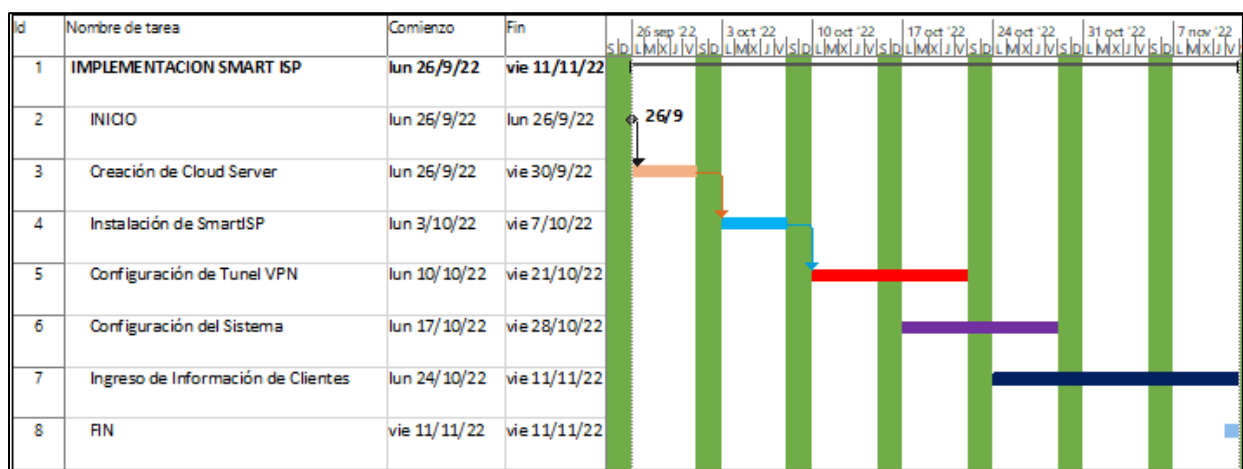 Id Nombre de tarea Comienzo Fin 26 sep '22 3 oct '22 10 oct '22 17 oct '22 24 oct '22 31 oct '22 7 nov '22
S D L M X J V S D L M X J V S D L M X J V S D L M X J V S D L M X J V S D L M X J V S D L M X J V S
1 IMPLEMENTACION SMART ISP lun 26/9/22 vie 11/11/22
2 INICIO lun 26/9/22 lun 26/9/22 26/9
3 Creación de Cloud Server lun 26/9/22 vie 30/9/22
4 Instalación de SmartISP lun 3/10/22 vie 7/10/22
5 Configuración de Tunel VPN lun 10/10/22 vie 21/10/22
6 Configuración del Sistema lun 17/10/22 vie 28/10/22
7 Ingreso de Información de Clientes lun 24/10/22 vie 11/11/22
8 FIN vie 11/11/22 vie 11/11/22